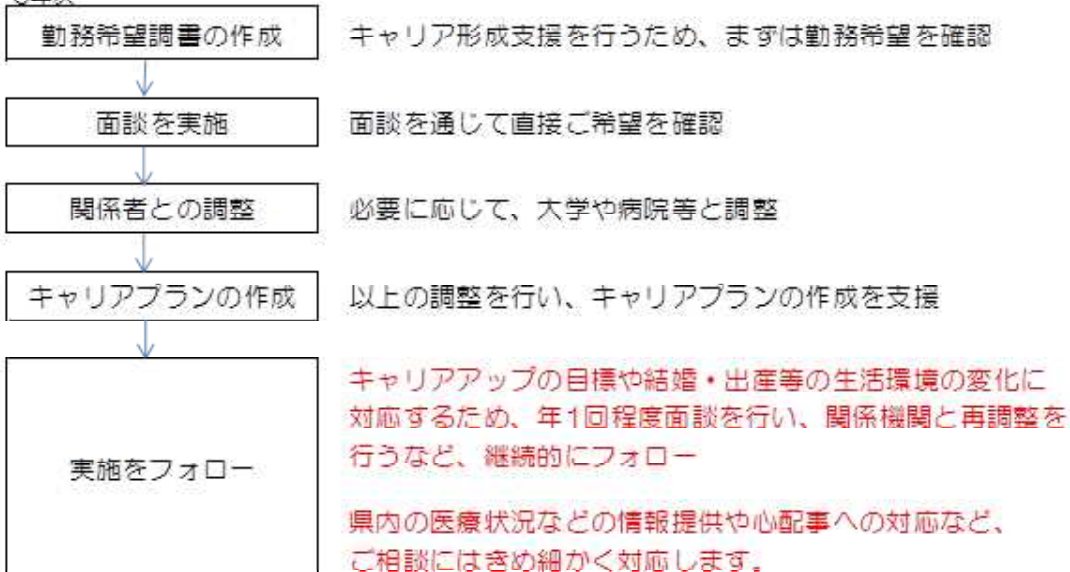 勤務希望調書の作成
キャリア形成支援を行うため、まずは勤務希望を確認
面談を実施
面談を通じて直接ご希望を確認
関係者との調整
必要に応じて、大学や病院等と調整
キャリアプランの作成
以上の調整を行い、キャリアプランの作成を支援
実施をフォロー
キャリアアップの目標や結婚・出産等の生活環境の変化に
対応するため、年1回程度面談を行い、関係機関と再調整を
行うなど、継続的にフォロー
県内の医療状況などの情報提供や心配事への対応など、
ご相談にはきめ細かく対応します。